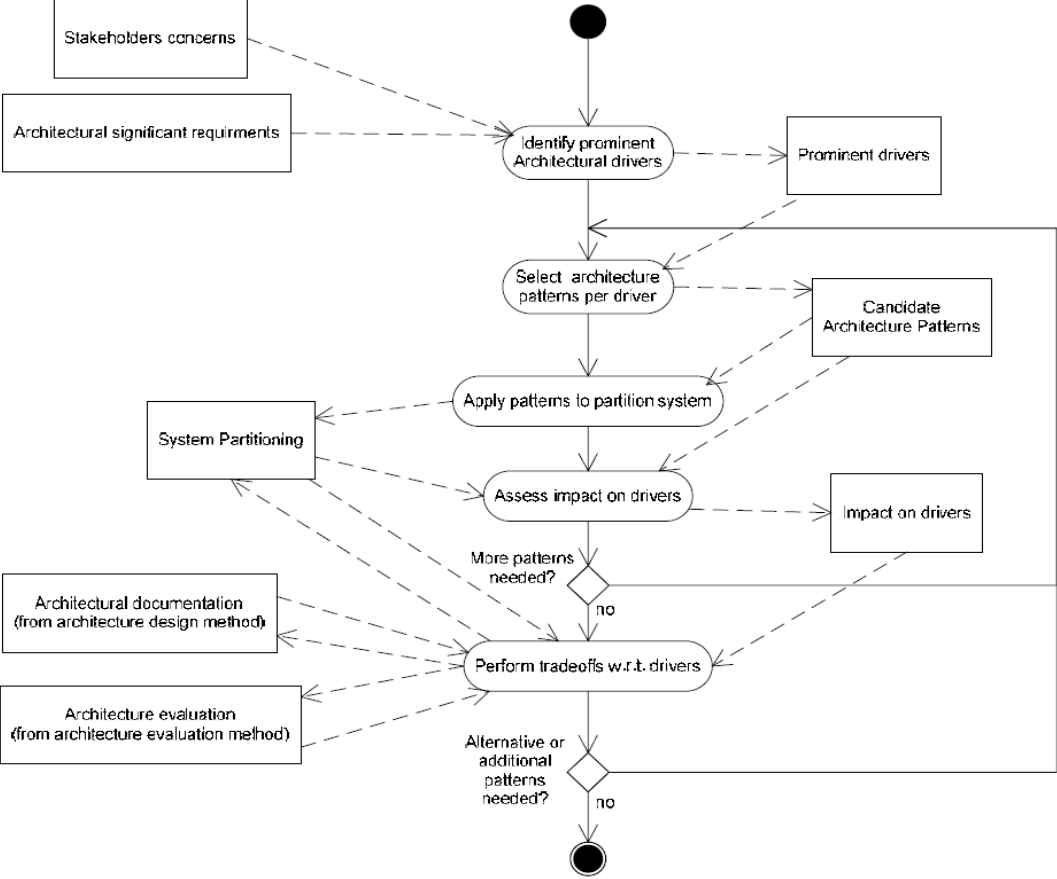 Stakeholders concerns
Architectural significant requirments
Identify prominent
Architectural drivers
Prominent drivers
Select architecture
patterns per driver
Candidate
Architecture Patterns
Apply patterns to partition system
System Partitioning
Assess impact on drivers
Impact on drivers
More patterns
needed?
no
Architectural documentation
(from architecture design method)
Perform tradeoffs w.r.t. drivers
Architecture evaluation
(from architecture evaluation method)
Alternative or
additional
patterns
needed?
no